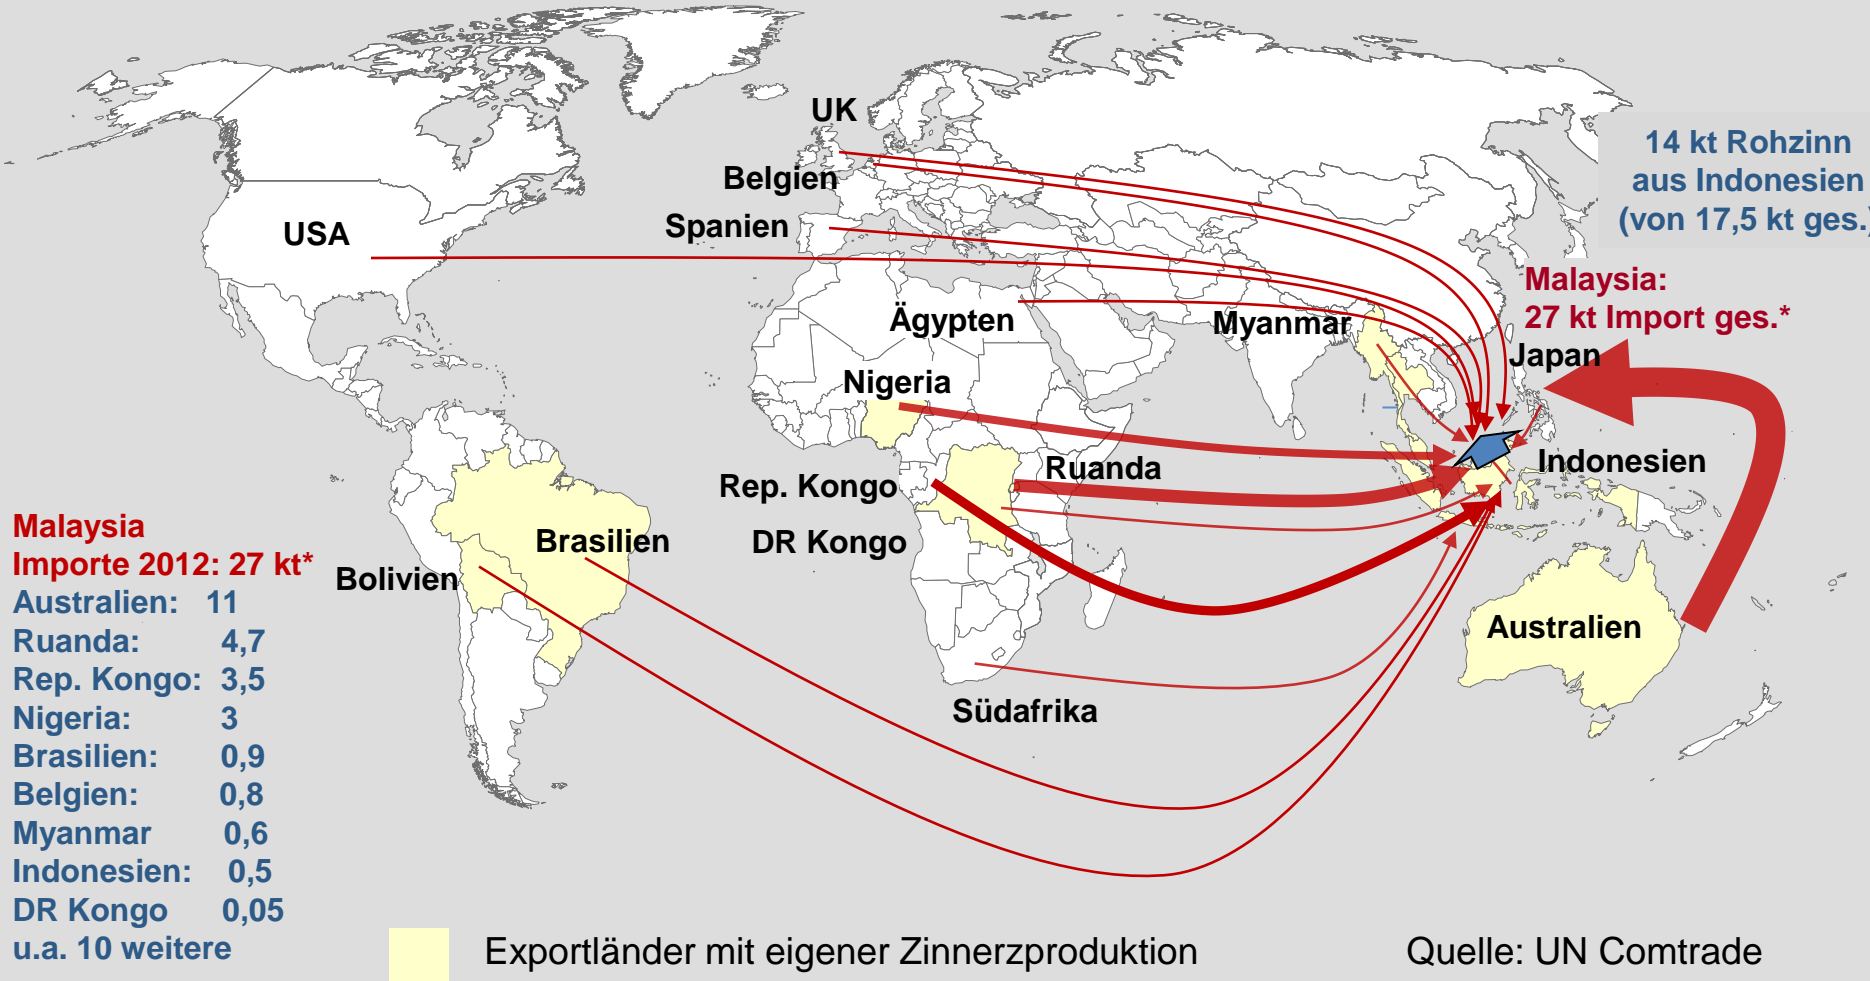 UK
Belgien
Spanien
USA
Ägypten
Myanmar
Nigeria
Ruanda
Rep. Kongo
DR Kongo
Brasilien
Bolivien
Südafrika
Japan
Indonesien
Australien
14 kt Rohzinn
aus Indonesien
(von 17,5 kt ges.)
Malaysia:
27 kt Import ges.*
Malaysia
Importe 2012: 27 kt*
Australien: 11
Ruanda: 4,7
Rep. Kongo: 3,5
Nigeria: 3
Brasilien: 0,9
Belgien: 0,8
Myanmar 0,6
Indonesien: 0,5
DR Kongo 0,05
u.a. 10 weitere
Exportländer mit eigener Zinnerzproduktion
Quelle: UN Comtrade